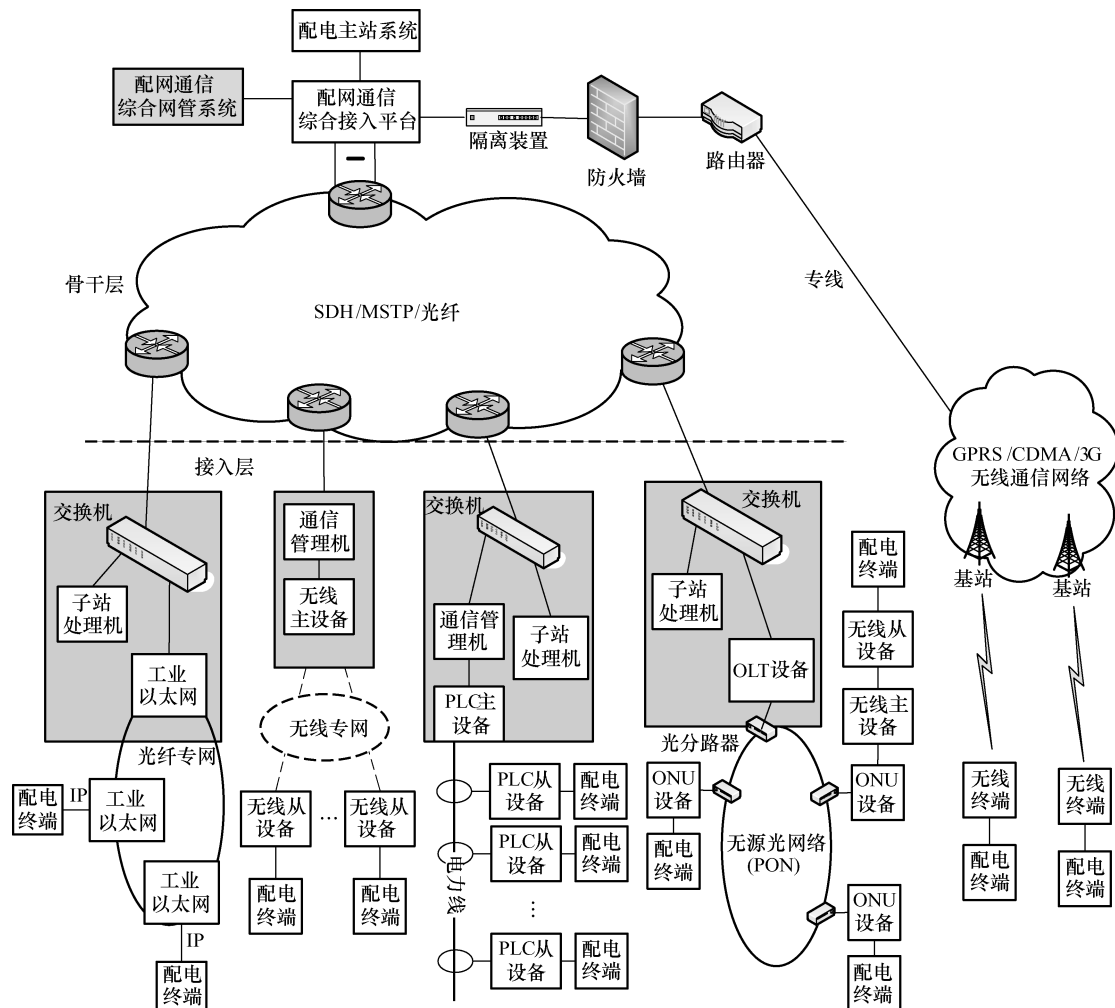 配电主站系统
配网通信
综合网管系统
配网通信
综合接入平台
隔离装置
防火墙
路由器
骨干层
SDH/MSTP/光纤
专线
接入层
GPRS/CDMA/3G
无线通信网络
基站
基站
交换机
子站
处理机
工业
以太网
光纤专网
IP
配电
终端
工业
以太网
工业
以太网
IP
配电
终端
通信
管理机
无线
主设备
无线专网
无线从
设备
…
无线从
设备
配电
终端
配电
终端
交换机
通信管
理机
子站
处理机
PLC主
设备
电力线
PLC从
设备
配电
终端
PLC从
设备
配电
终端
…
…
PLC从
设备
配电
终端
交换机
子站
处理机
OLT设备
光分路器
ONU
设备
配电
终端
无源光网络
(PON)
配电
终端
无线从
设备
无线主
设备
ONU
设备
ONU
设备
配电
终端
无线终
端
配电
终端
无线终
端
配电
终端